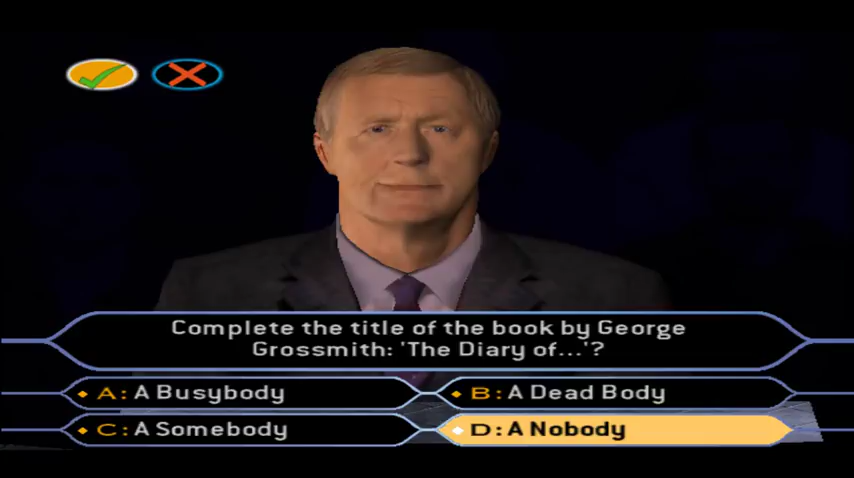 Complete the title of the book by George
Grossmith: 'The Diary of...'?
A: A Busybody
B: A Dead Body
C: A Somebody
D: A Nobody